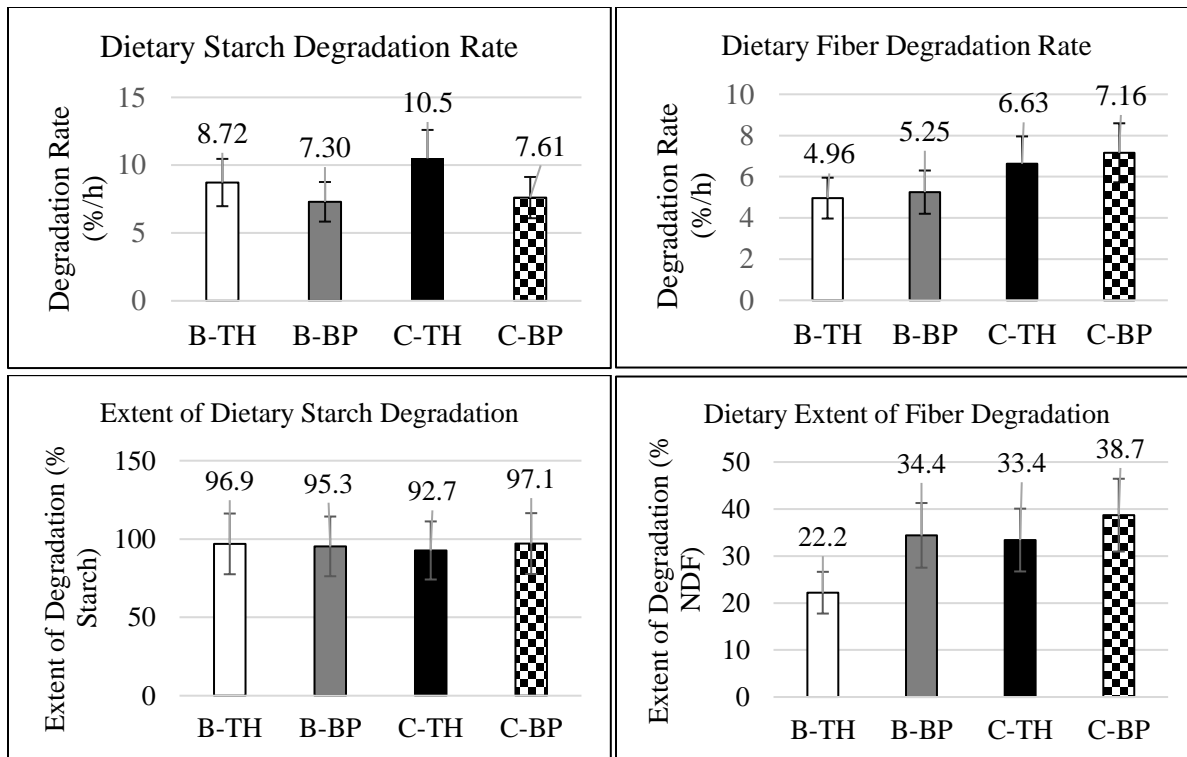 Dietary Starch Degradation Rate
Degradation Rate
(%/h)
15
10
5
0
8.72
7.30
10.5
7.61
B-TH
B-BP
C-TH
C-BP
Dietary Fiber Degradation Rate
Degradation Rate
(%/h)
10
8
6
4
2
0
4.96
5.25
6.63
7.16
B-TH
B-BP
C-TH
C-BP
Extent of Dietary Starch Degradation
Extent of Degradation (%
Starch)
150
100
50
0
96.9
95.3
92.7
97.1
B-TH
B-BP
C-TH
C-BP
Dietary Extent of Fiber Degradation
Extent of Degradation (%
NDF)
50
40
30
20
10
0
22.2
34.4
33.4
38.7
B-TH
B-BP
C-TH
C-BP